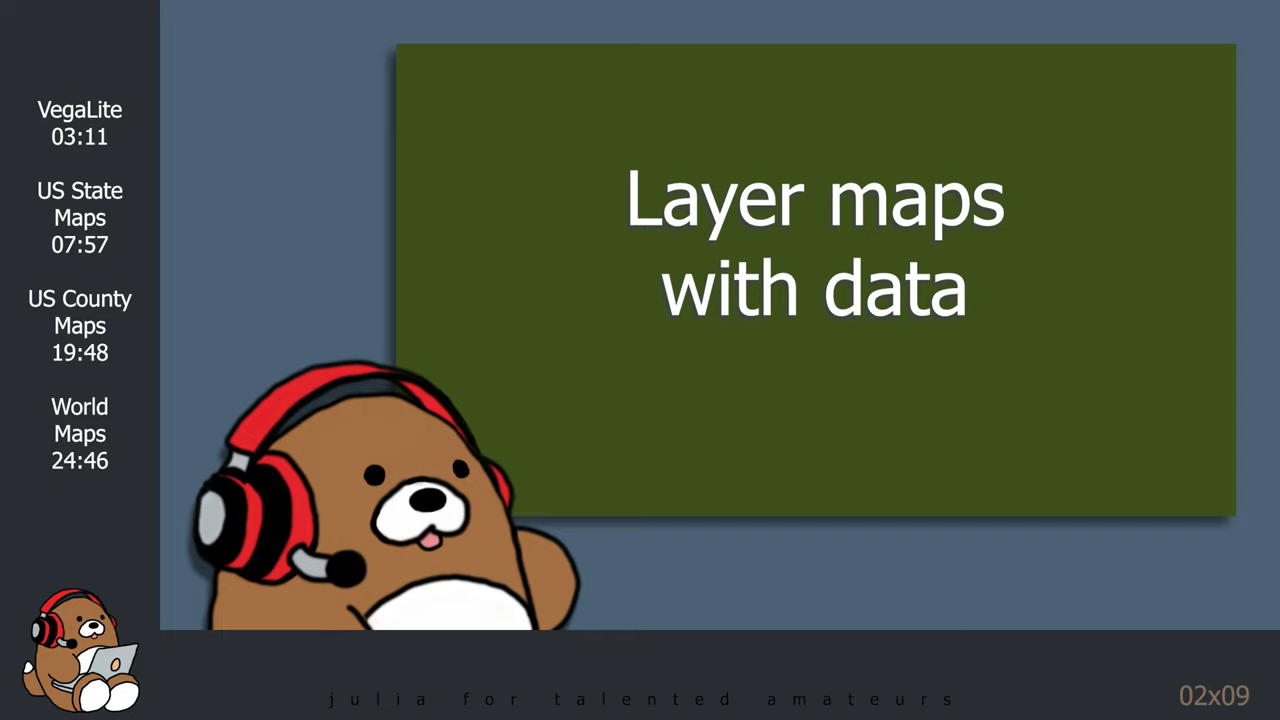 VegaLite
03:11
US State
Maps
07:57
US County
Maps
19:48
World
Maps
24:46
Layer maps
with data
julia for talented amateurs
02x09